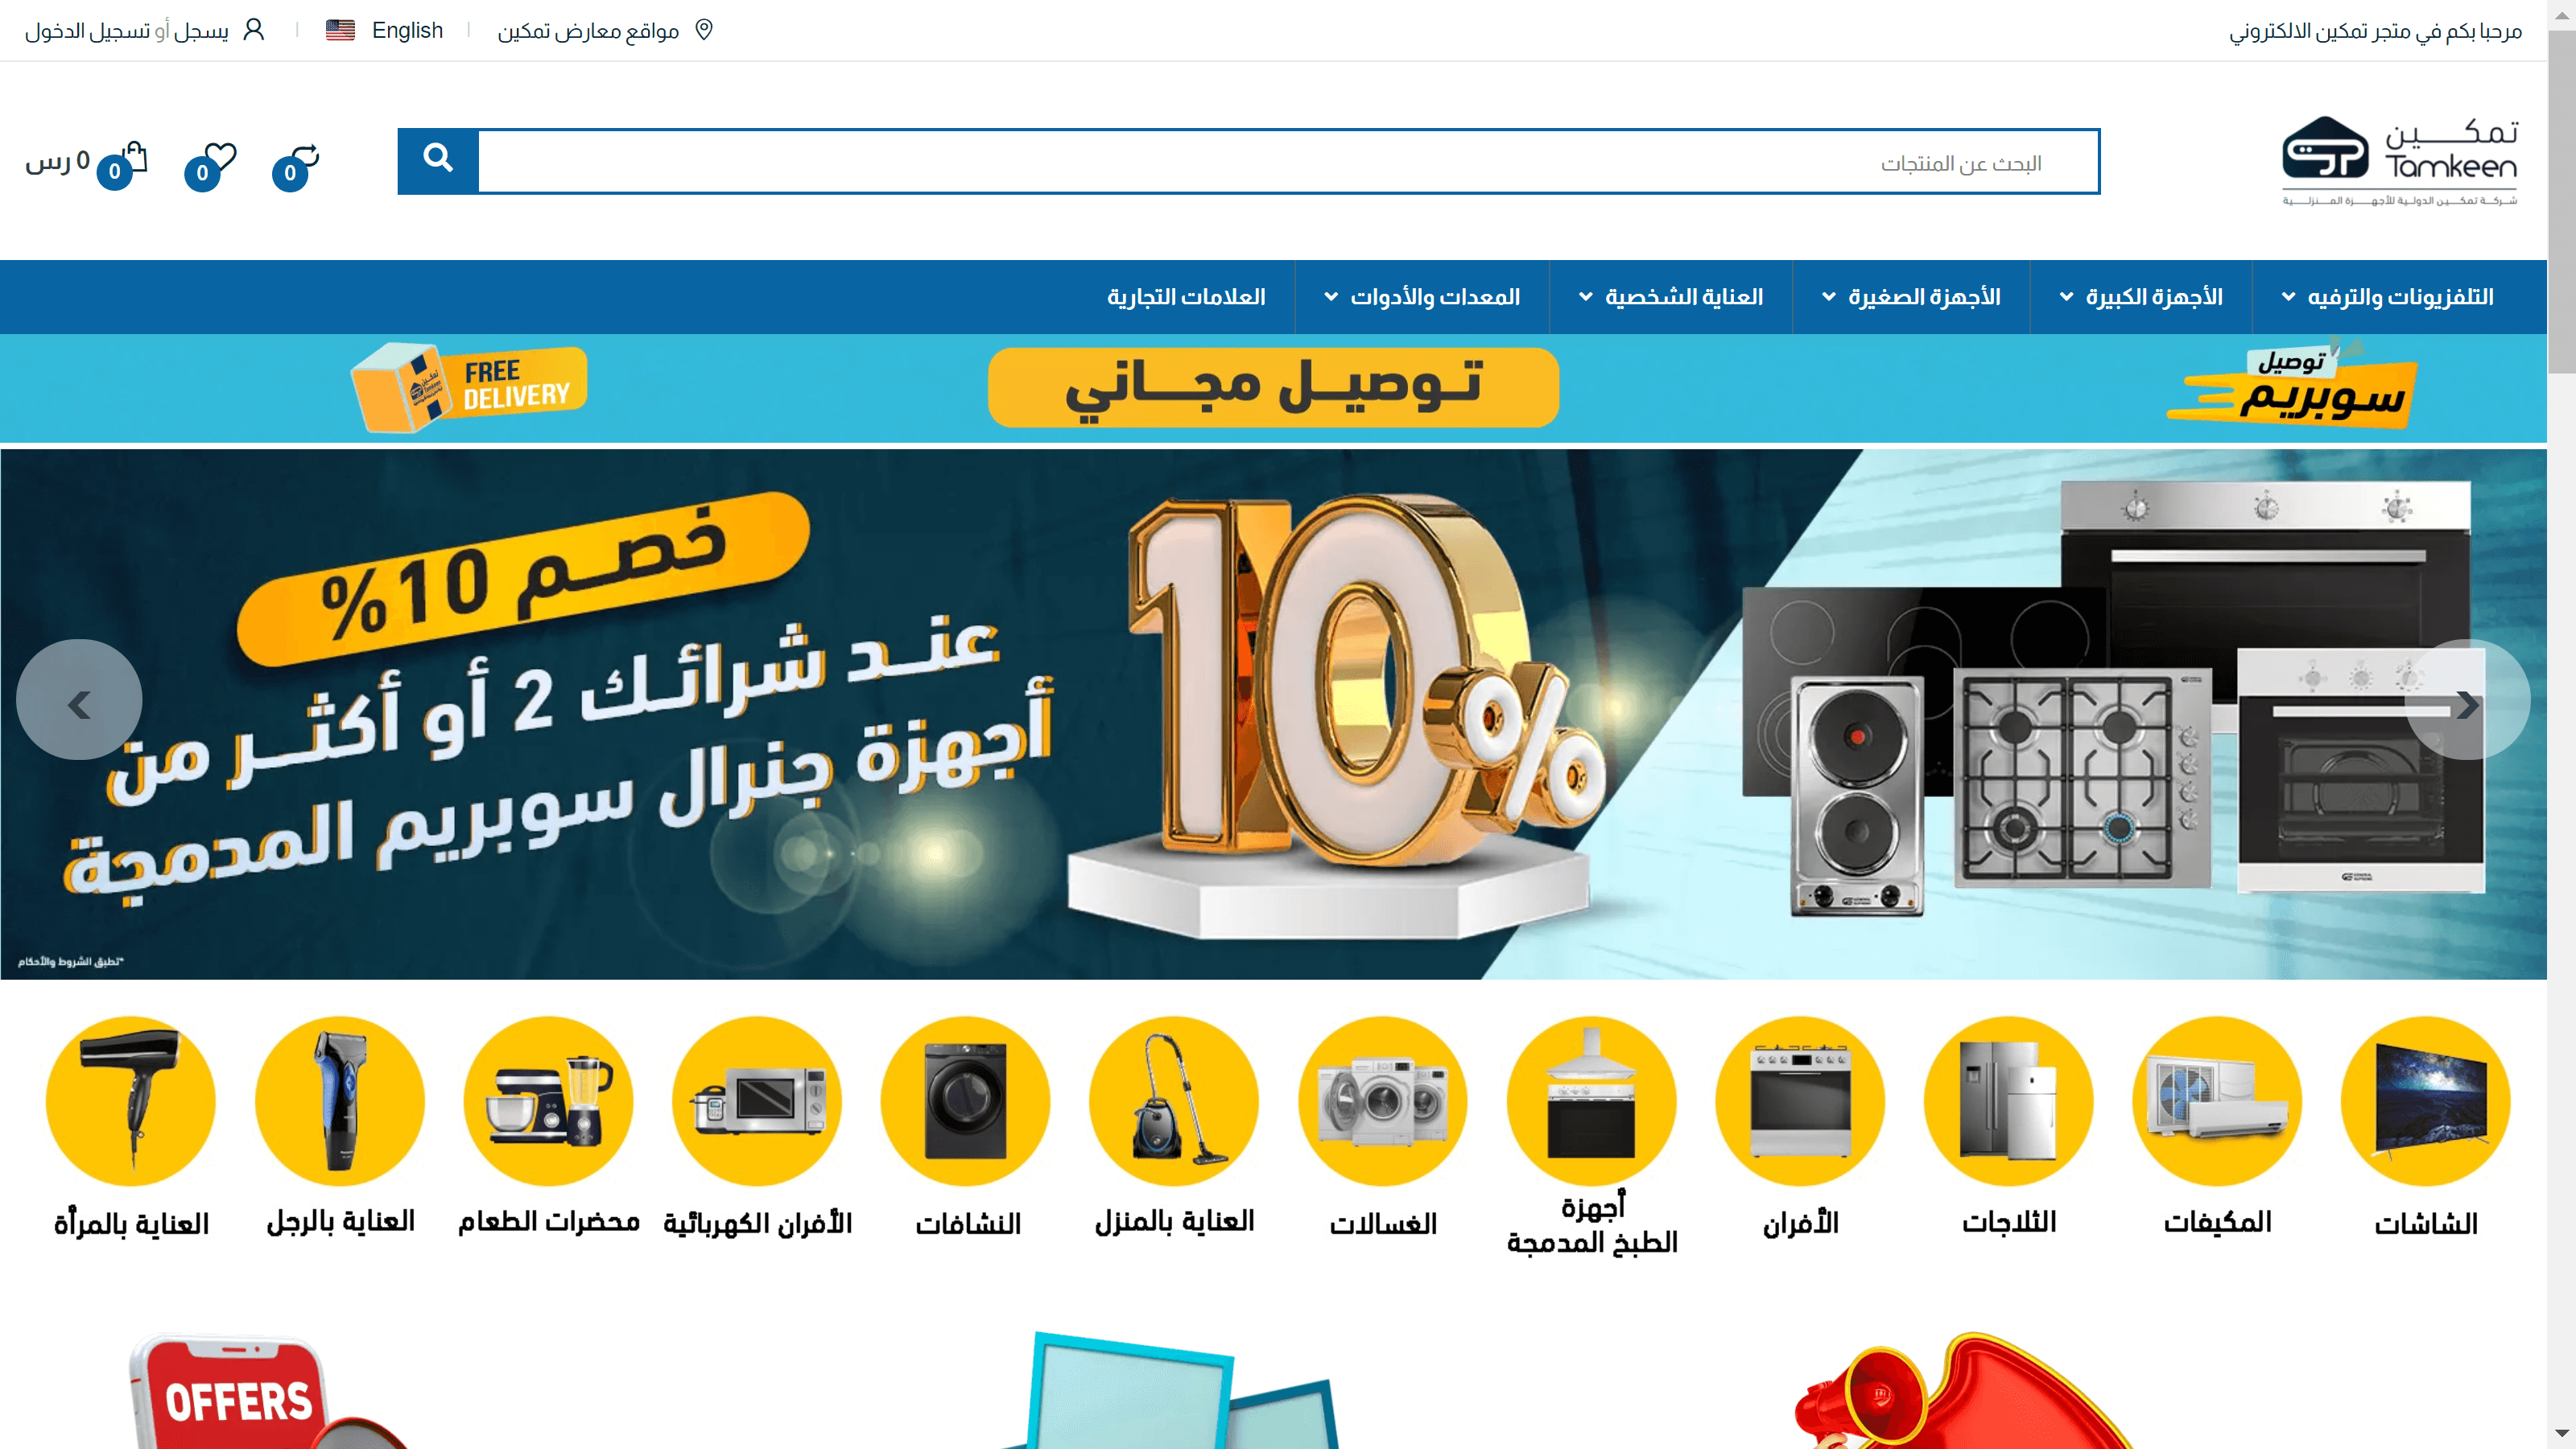 مرحبا بكم في متجر تمكين الالكتروني
مواقع معارض تمكين
English
يسجل أو تسجيل الدخول
تمكين
Tamkeen
شركة تمكين الدولية للأجهزة المنزلية
البحث عن المنتجات
0
0
0
0 رس
التلفزيونات والترفيه
الأجهزة الكبيرة
الأجهزة الصغيرة
العناية الشخصية
المعدات والأدوات
العلامات التجارية
توصيل
سوبريم
توصيل مجاني
FREE
DELIVERY
خصم 10%
عند شرائك 2 أو أكثر من
أجهزة جنرال سوبريم المدمجة
10%
*تطبق الشروط والأحكام
الشاشات
المكيفات
الثلاجات
الأفران
أجهزة
الطبخ المدمجة
الغسالات
العناية بالمنزل
النشافات
الأفران الكهربائية
محضرات الطعام
العناية بالرجل
العناية بالمرأة
OFFERS